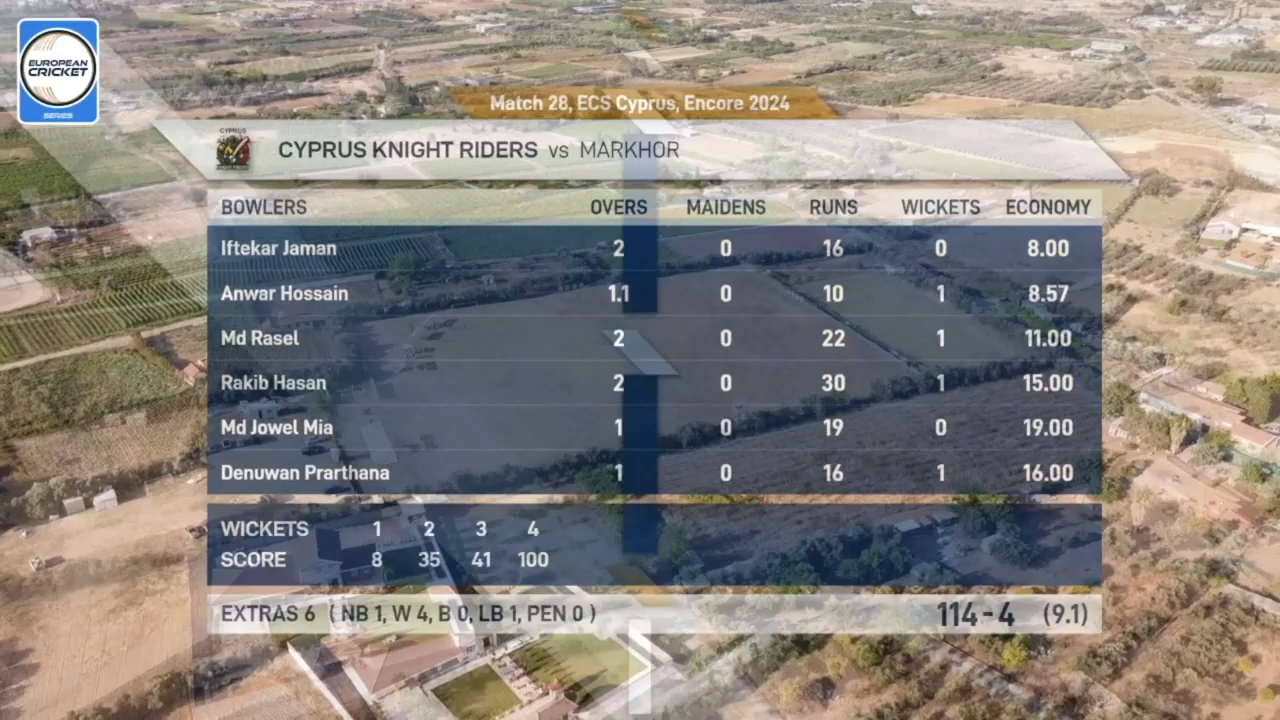 EUROPEAN
CRICKET
SERIES
Match 28, ECS Cyprus, Encore 2024
CYPRUS
CYPRUS KNIGHT RIDERS vs MARKHOR
BOWLERS OVERS MAIDENS RUNS WICKETS ECONOMY
Iftekar Jaman 2 0 16 0 8.00
Anwar Hossain 1.1 0 10 1 8.57
Md Rasel 2 0 22 1 11.00
Rakib Hasan 2 0 30 1 15.00
Md Jowel Mia 1 0 19 0 19.00
Denuwan Prarthana 1 0 16 1 16.00
WICKETS 1 2 3 4
SCORE 8 35 41 100
EXTRAS 6 ( NB 1, W 4, B 0, LB 1, PEN 0 ) 114-4 (9.1)